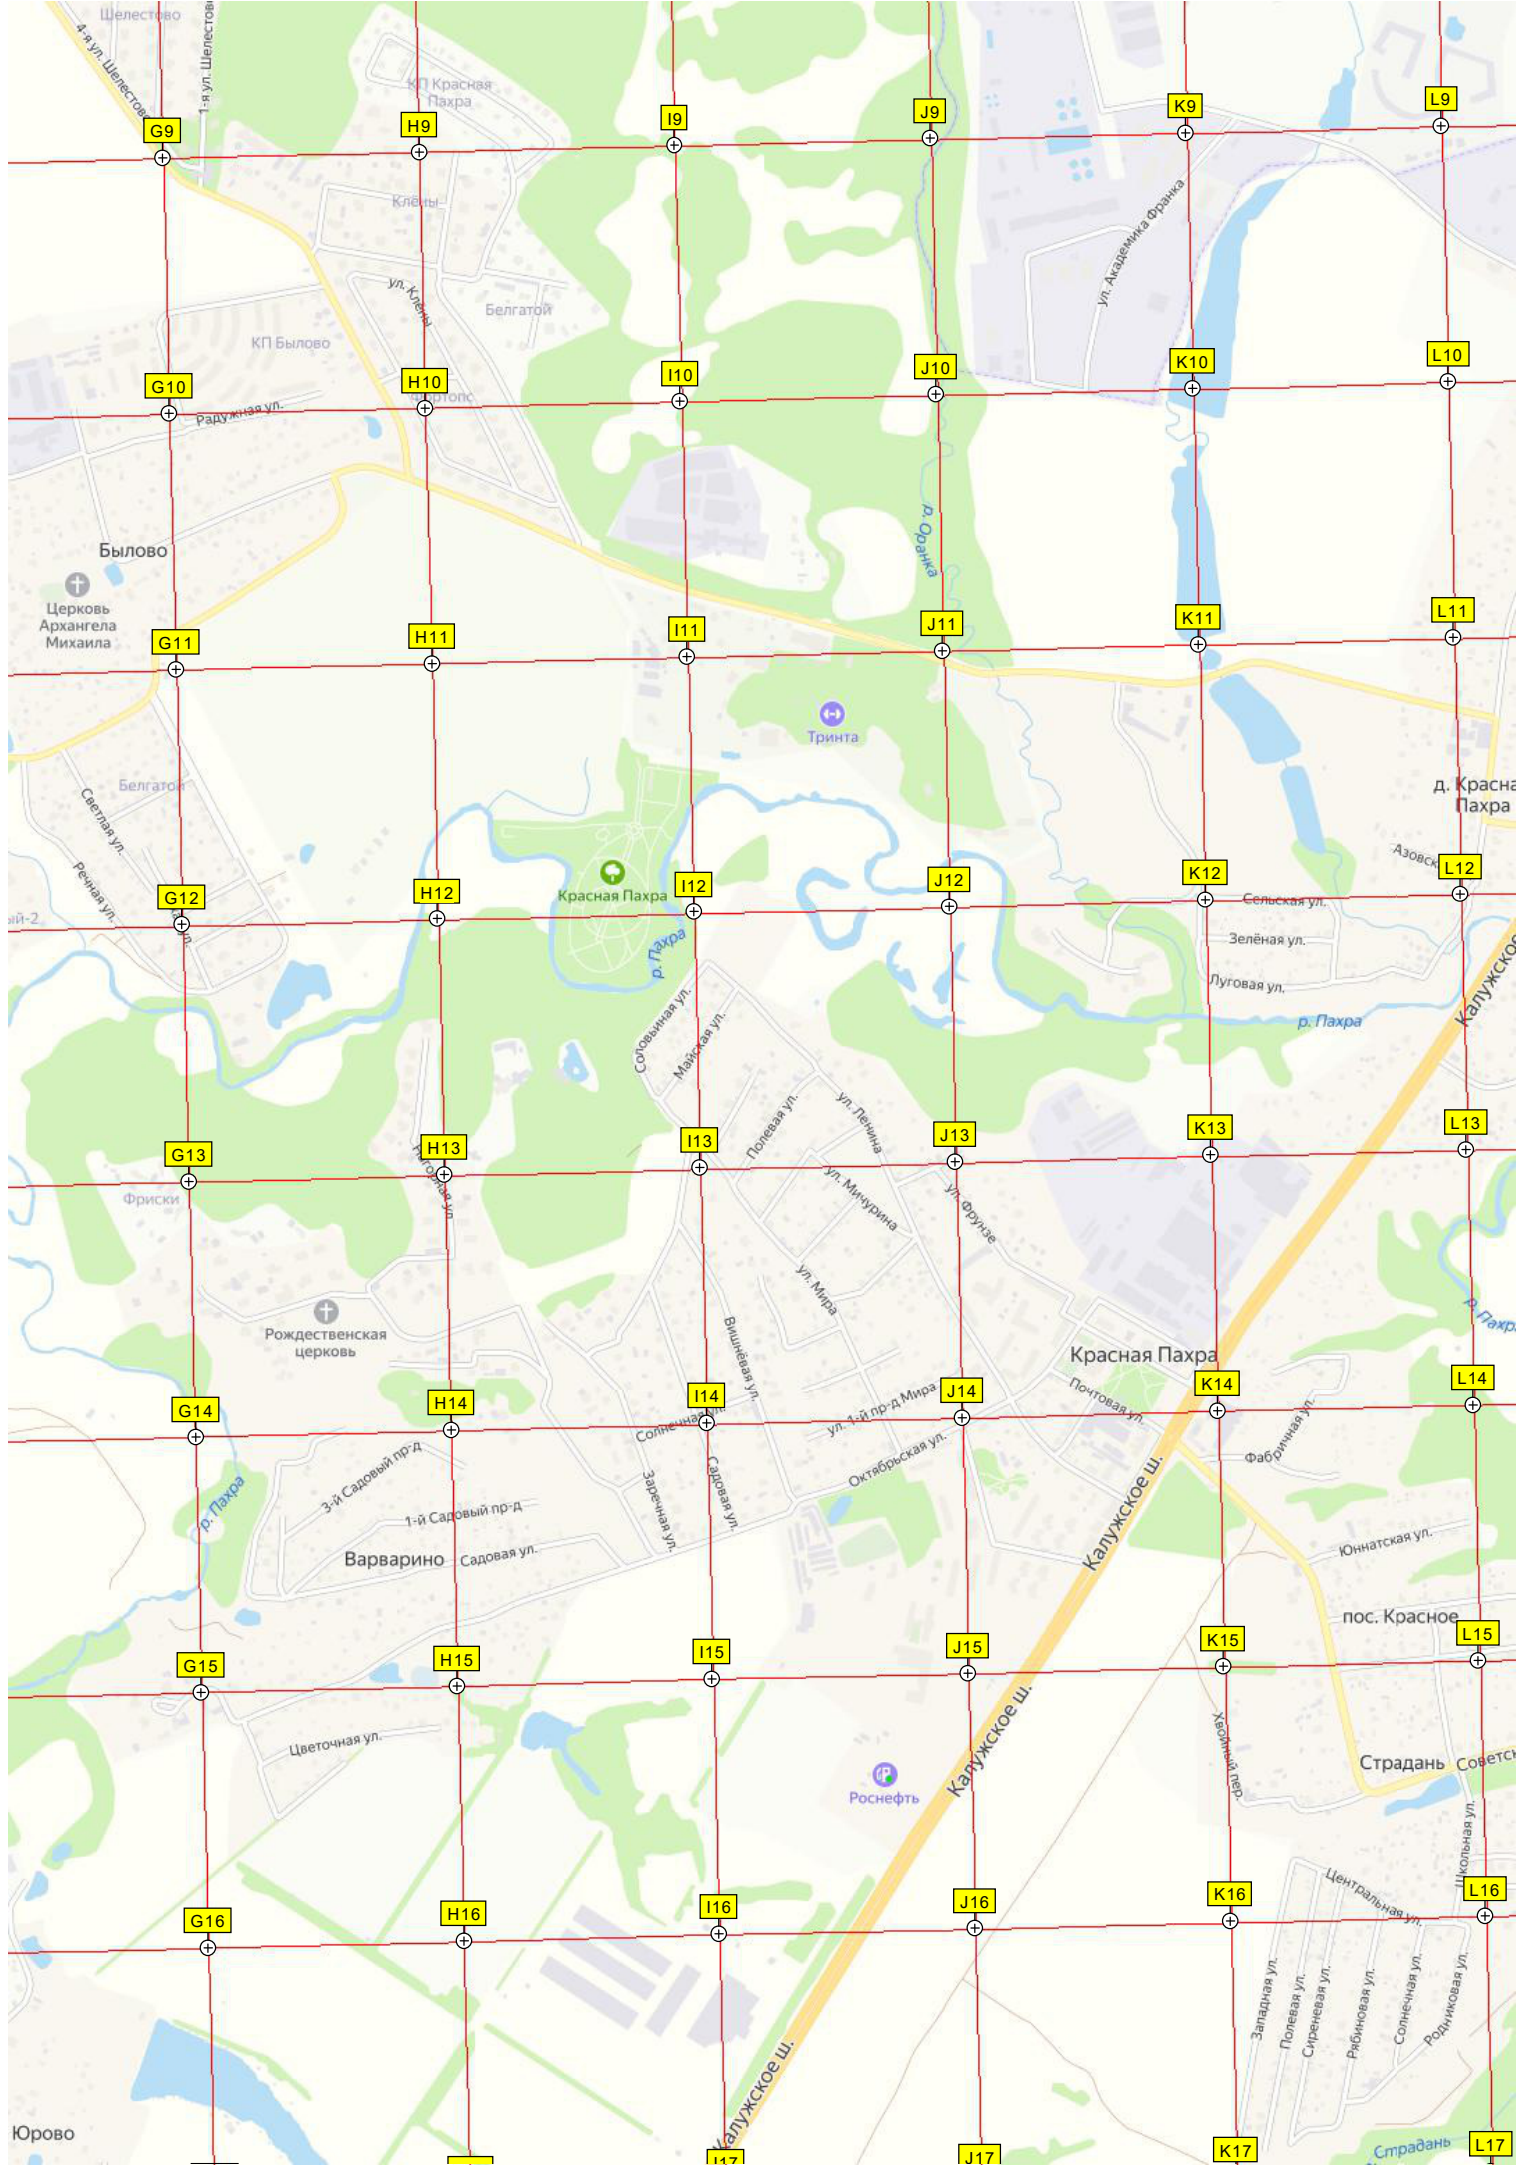 Шелестово
4-я ул. Шелестово
1-я ул. Шелестово
КП Красная
Пахра
G9
H9
I9
J9
K9
L9
Клёны
ул. Академика Франка
ул. Клёны
Белгатой
КП Былово
G10
H10
I10
J10
K10
L10
Фортопс
Радужная ул.
р. Оранка
Былово
Церковь
Архангела
Михаила
G11
H11
I11
J11
K11
L11
Тринта
Белгатой
Светлая ул.
Речная ул.
д. Красна
Пахра
Азовск
Красная Пахра
G12
H12
I12
J12
K12
L12
Сельская ул.
Зелёная ул.
Луговая ул.
р. Пахра
р. Пахра
Калужское
Соловьиная ул.
Майская ул.
Полевая ул.
ул. Ленина
G13
H13
I13
J13
K13
L13
Фриски
Нагорная ул.
ул. Мичурина
ул. Фрунзе
ул. Мира
р. Пахра
Рождественская
церковь
Вишнёвая ул.
Красная Пахра
Почтовая ул.
G14
H14
I14
J14
K14
L14
Солнечная ул.
ул. 1-й пр-д Мира
Октябрьская ул.
Фабричная ул.
3-й Садовый пр-д
1-й Садовый пр-д
р. Пахра
Заречная ул.
Садовая ул.
Калужское ш.
Варварино
Садовая ул.
Юннатская ул.
пос. Красное
G15
H15
I15
J15
K15
L15
Цветочная ул.
Калужское ш.
Хвойный пер.
Страдань
Советск
Роснефть
Школьная ул.
Центральная ул.
G16
H16
I16
J16
K16
L16
Западная ул.
Полевая ул.
Сиреневая ул.
Рябиновая ул.
Солнечная ул.
Родниковая ул.
Калужское ш.
Юрово
Страдань
I17
J17
K17
L17